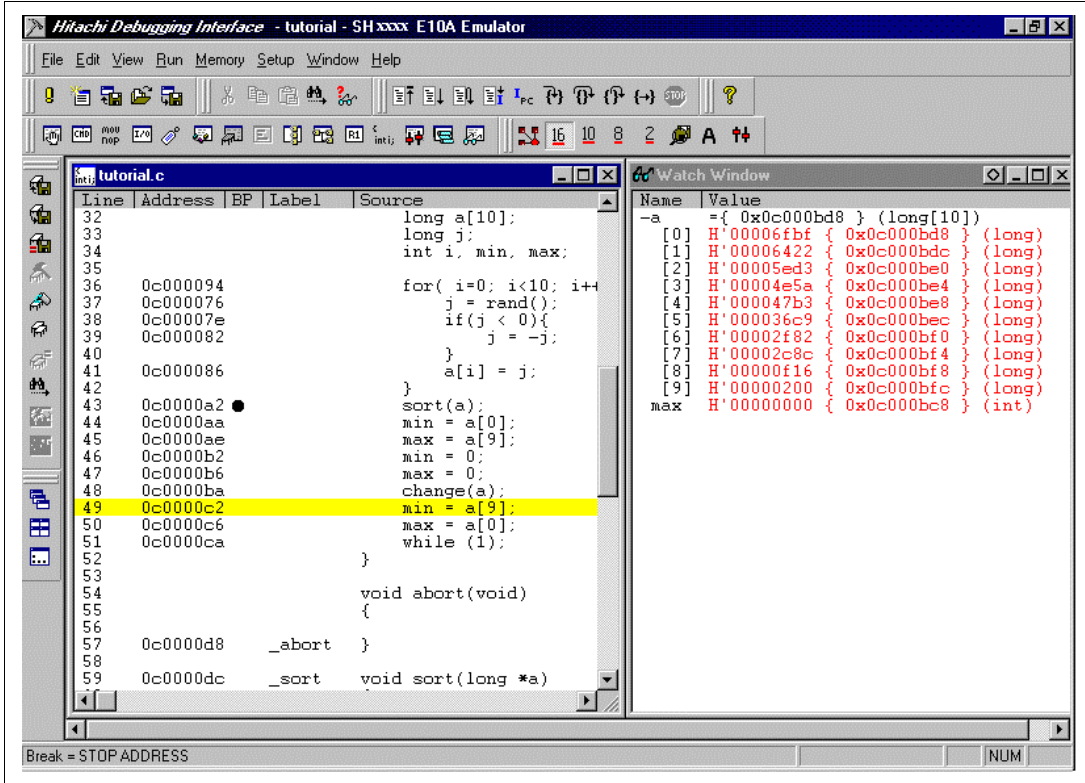 Hitachi Debugging Interface - tutorial - SH xxxx E10A Emulator
File Edit View Run Memory Setup Window Help
16 10 8 2 A
tutorial.c
Line Address BP Label Source
32 long a[10];
33 long j;
34 int i, min, max;
35
36 0c000094 for( i=0; i<10; i++
37 0c000076 j = rand();
38 0c00007e if(j < 0){
39 0c000082 j = -j;
40 }
41 0c000086 a[i] = j;
42 }
43 0c0000a2 ● sort(a);
44 0c0000aa min = a[0];
45 0c0000ae max = a[9];
46 0c0000b2 min = 0;
47 0c0000b6 max = 0;
48 0c0000ba change(a);
49 0c0000c2 min = a[9];
50 0c0000c6 max = a[0];
51 0c0000ca while (1);
52 }
53
54 void abort(void)
55 {
56
57 0c0000d8 _abort }
58
59 0c0000dc _sort void sort(long *a)
Watch Window
Name Value
-a ={ 0x0c000bd8 } (long[10])
[0] H'00006fbf { 0x0c000bd8 } (long)
[1] H'00006422 { 0x0c000bdc } (long)
[2] H'00005ed3 { 0x0c000be0 } (long)
[3] H'00004e5a { 0x0c000be4 } (long)
[4] H'000047b3 { 0x0c000be8 } (long)
[5] H'000036c9 { 0x0c000bec } (long)
[6] H'00002f82 { 0x0c000bf0 } (long)
[7] H'00002c8c { 0x0c000bf4 } (long)
[8] H'00000f16 { 0x0c000bf8 } (long)
[9] H'00000200 { 0x0c000bfc } (long)
max H'00000000 { 0x0c000bc8 } (int)
Break = STOP ADDRESS
NUM